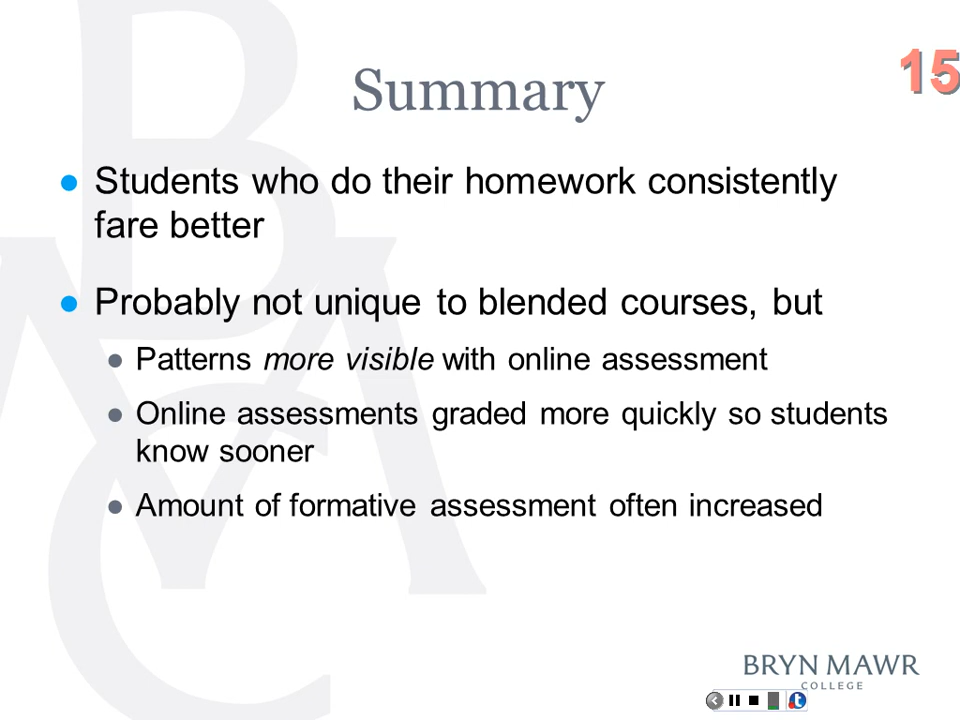 15
Summary
● Students who do their homework consistently
fare better
● Probably not unique to blended courses, but
● Patterns more visible with online assessment
● Online assessments graded more quickly so students
know sooner
● Amount of formative assessment often increased
BRYN MAWR
COLLEGE